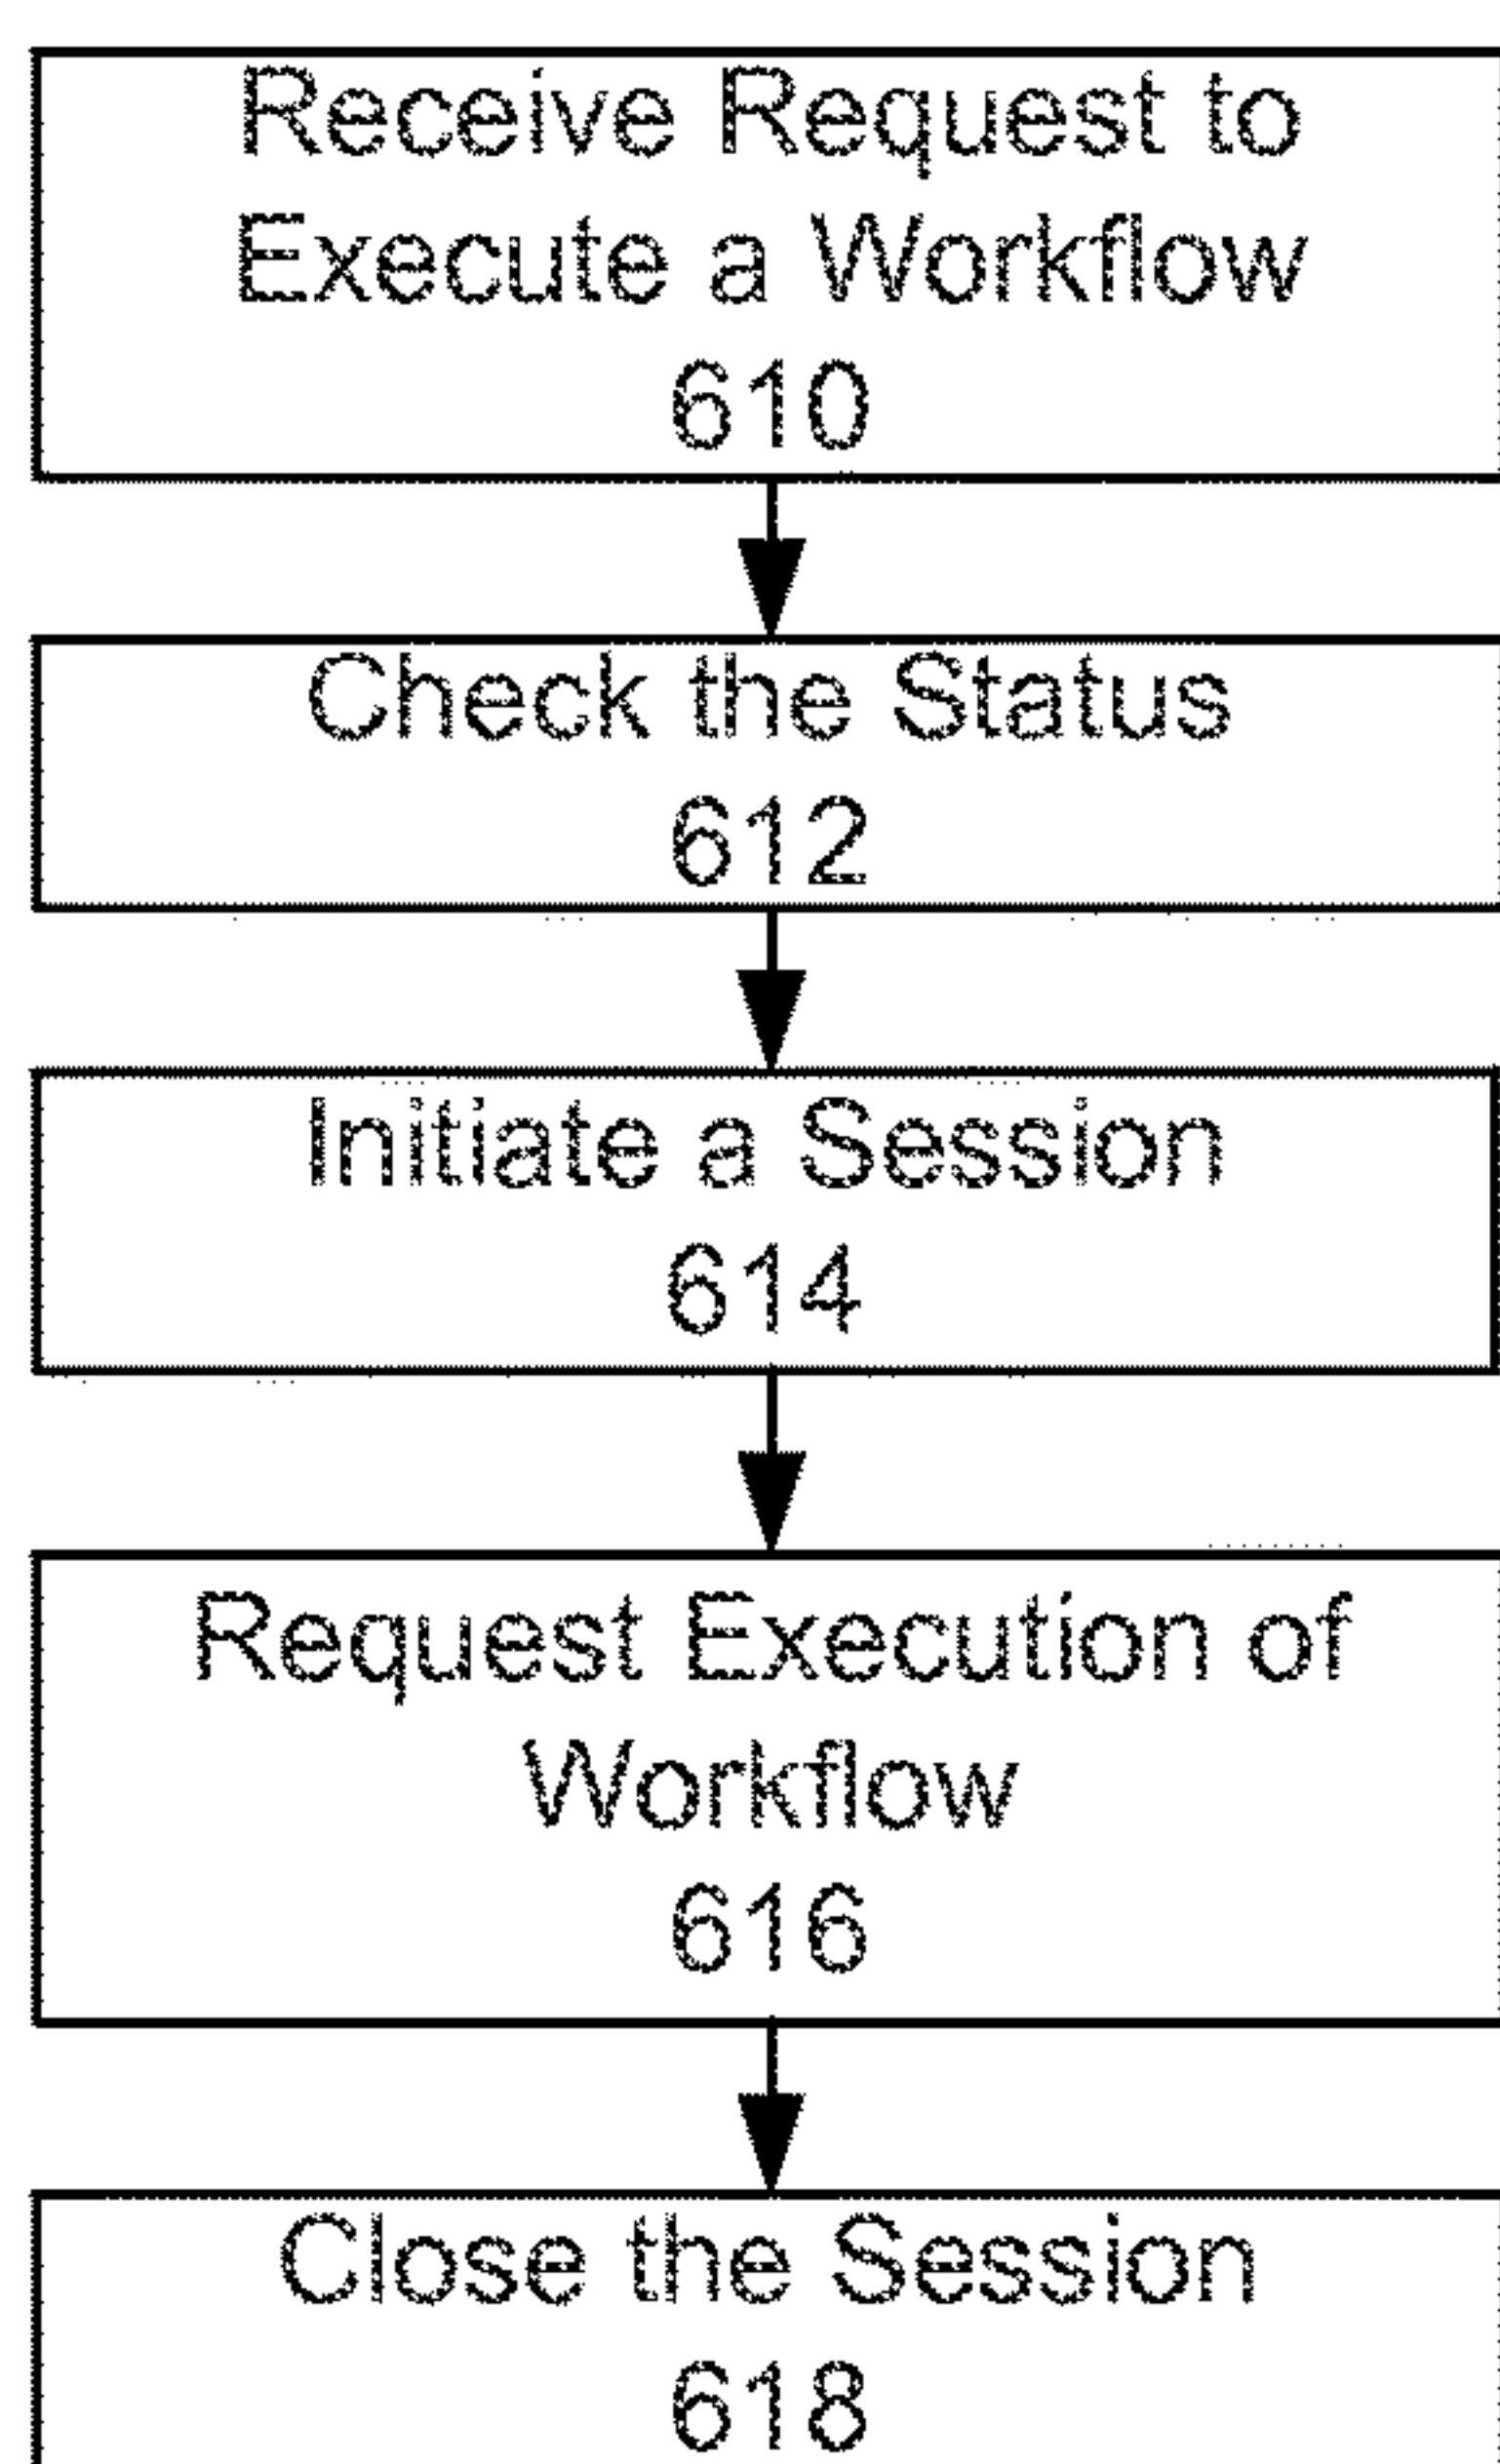 Receive Request to
Execute a Workflow
610
Check the Status
612
Initiate a Session
614
Request Execution of
Workflow
616
Close the Session
618